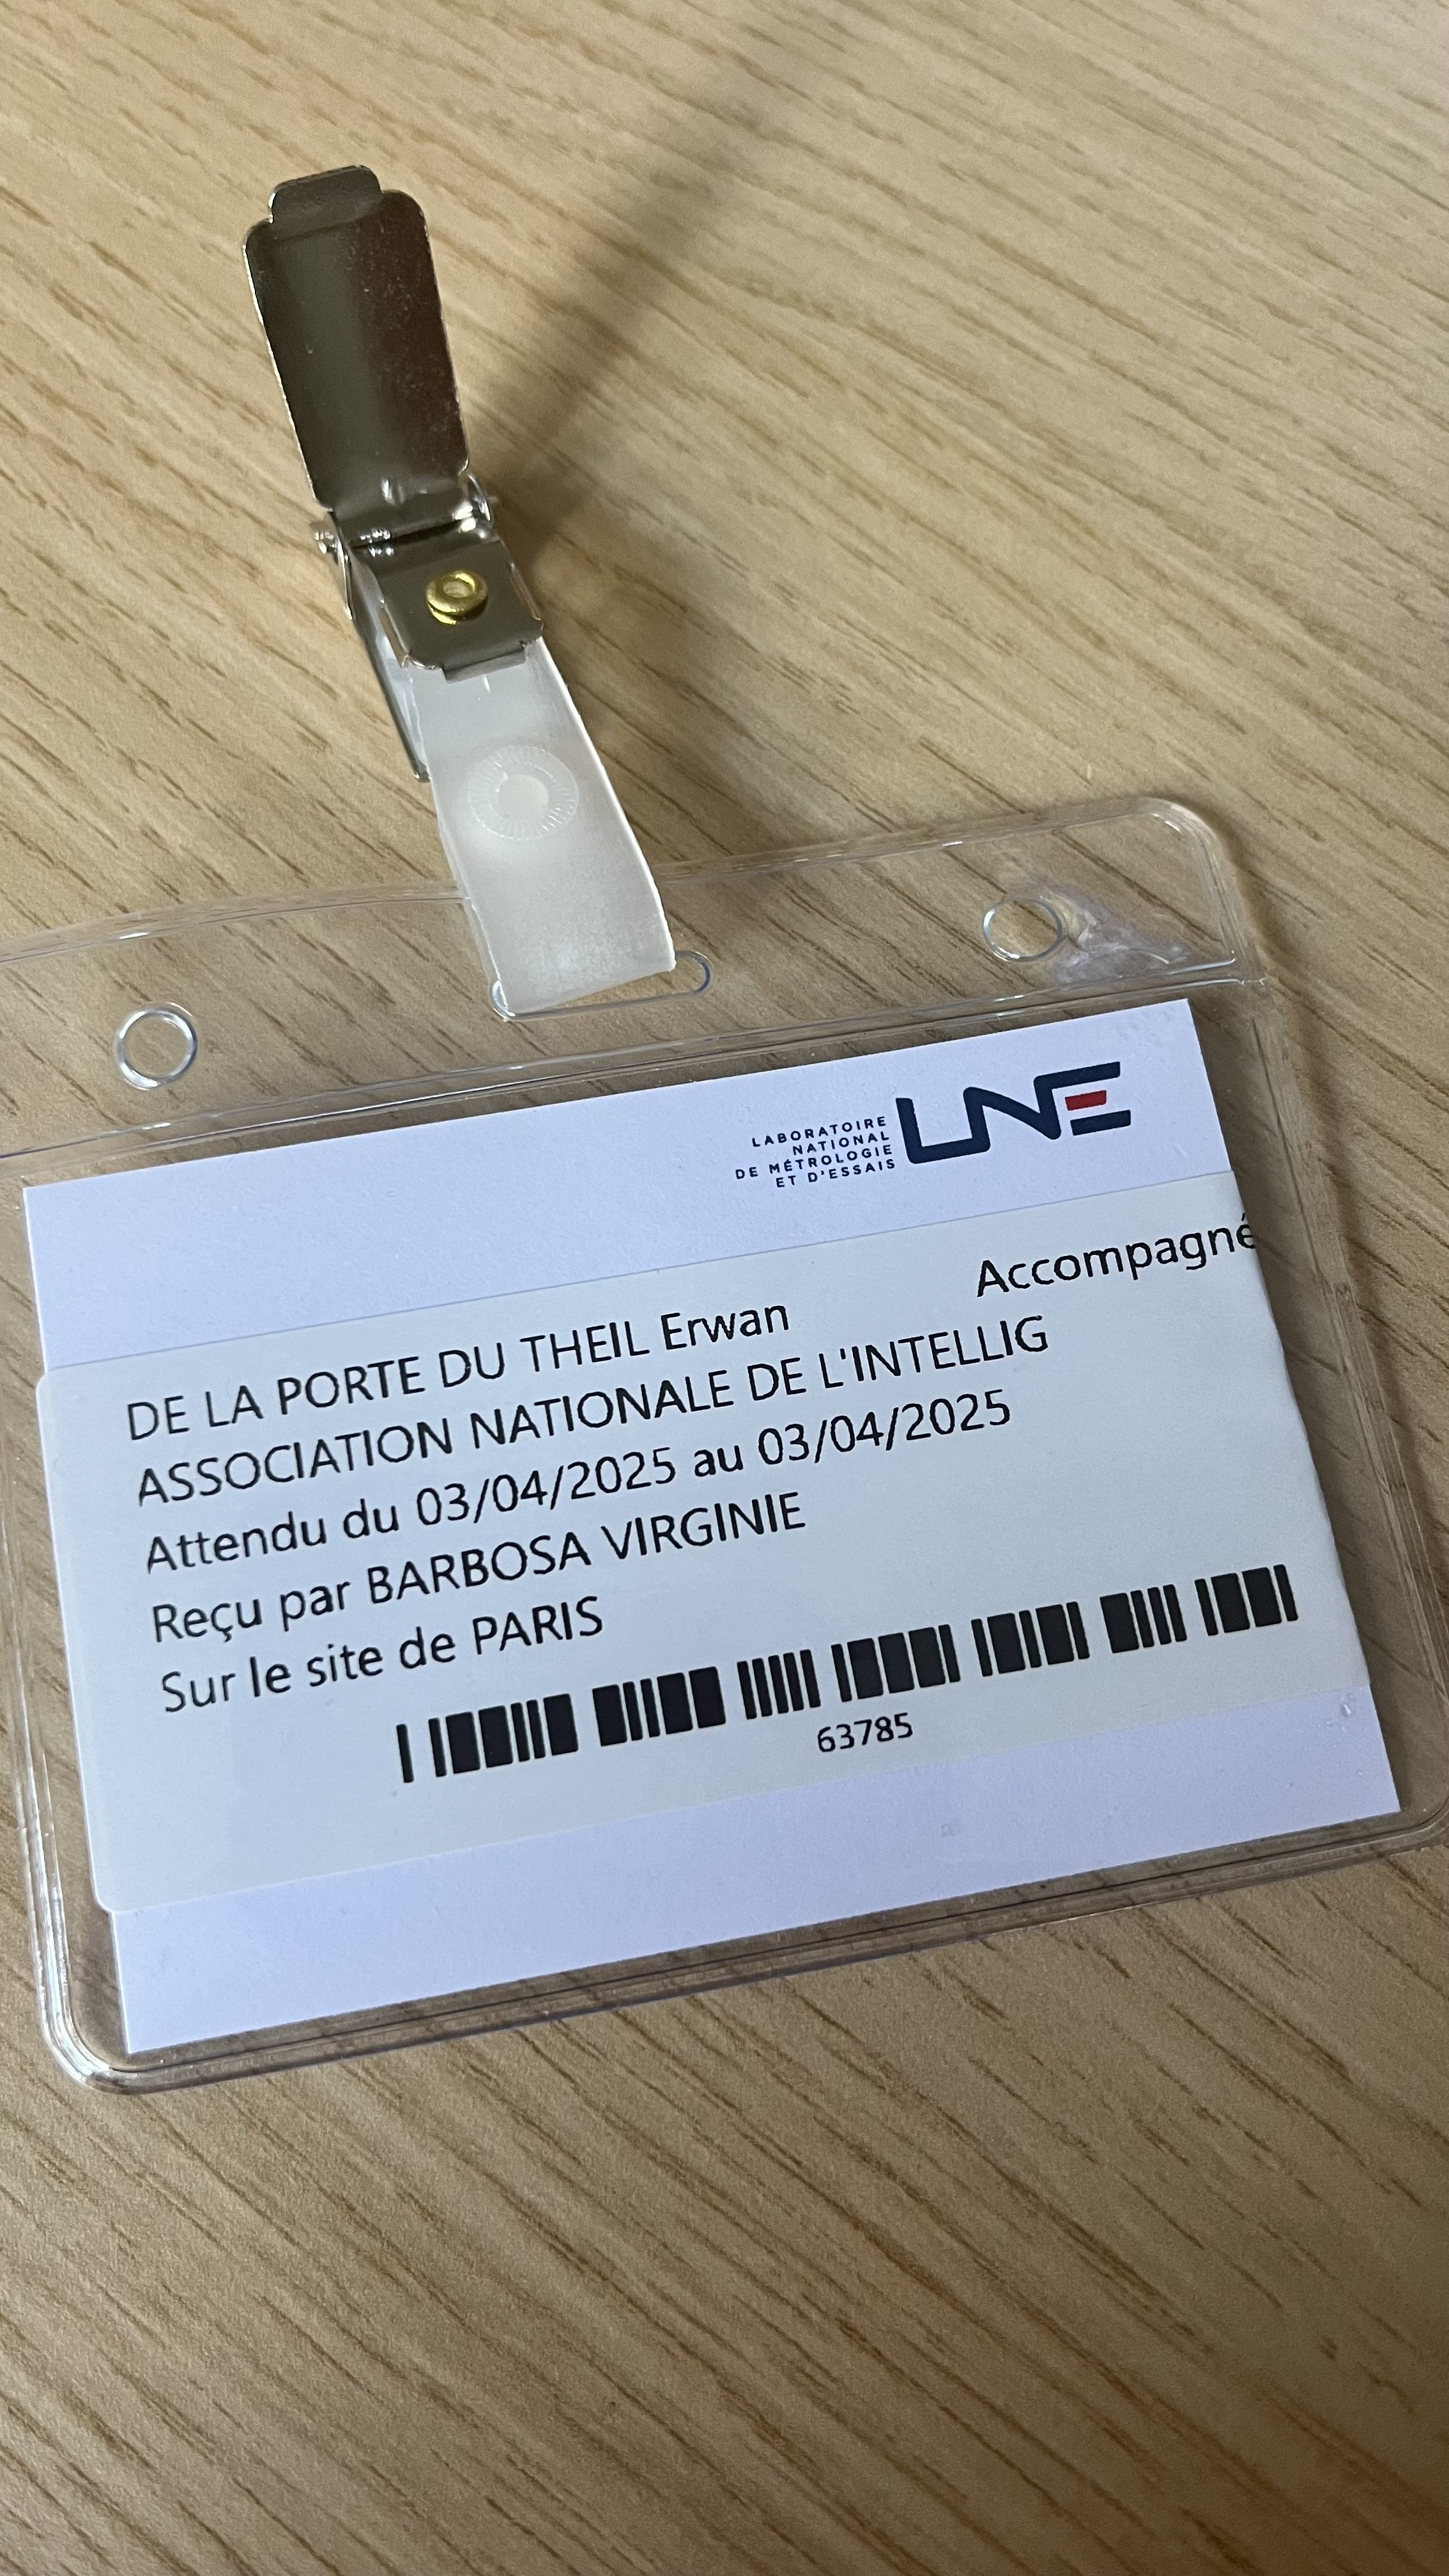 LABORATOIRE
NATIONAL
DE MÉTROLOGIE
ET D'ESSAIS
LNE
Accompagné
DE LA PORTE DU THEIL Erwan
ASSOCIATION NATIONALE DE L'INTELLIG
Attendu du 03/04/2025 au 03/04/2025
Reçu par BARBOSA VIRGINIE
Sur le site de PARIS
63785